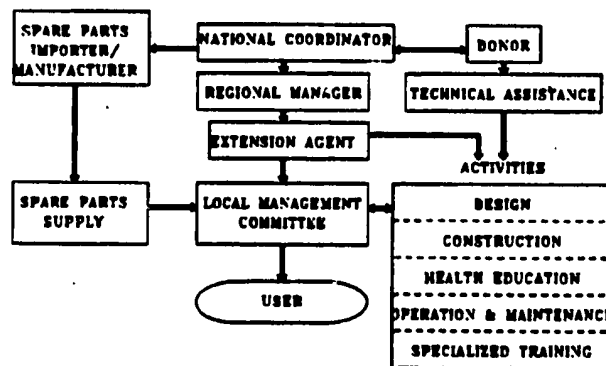 SPARE PARTS
IMPORTER/
MANUFACTURER
NATIONAL COORDINATOR
DONOR
REGIONAL MANAGER
TECHNICAL ASSISTANCE
EXTENSION AGENT
ACTIVITIES
SPARE PARTS
SUPPLY
LOCAL MANAGEMENT
COMMITTEE
DESIGN
CONSTRUCTION
HEALTH EDUCATION
OPERATION & MAINTENANCE
SPECIALIZED TRAINING
USER